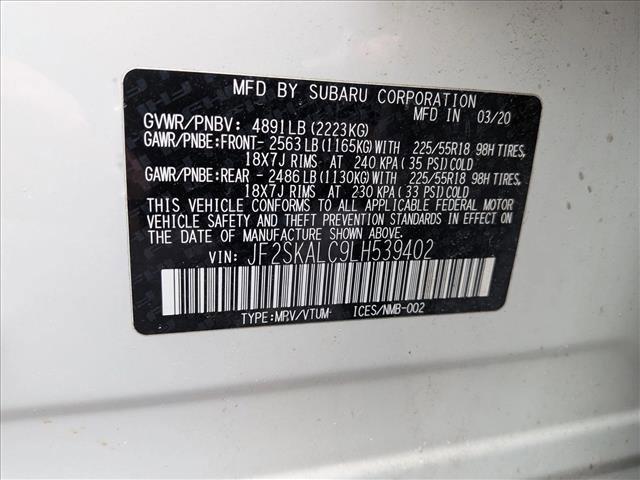 MFD BY SUBARU CORPORATION
GVWR/PNBV: 4891LB (2223KG) MFD IN 03/20
GAWR/PNBE:FRONT- 2563 LB (1165KG) WITH 225/55R18 98H TIRES,
18X7J RIMS AT 240 KPA ( 35 PSI) COLD
GAWR/PNBE:REAR - 2486 LB (1130KG) WITH 225/55R18 98H TIRES,
18X7J RIMS AT 230 KPA ( 33 PSI) COLD
THIS VEHICLE CONFORMS TO ALL APPLICABLE FEDERAL MOTOR
VEHICLE SAFETY AND THEFT PREVENTION STANDARDS IN EFFECT ON
THE DATE OF MANUFACTURE SHOWN ABOVE.
VIN: JF2SKALC9LH539402
TYPE:MPV/VTUM ICES/NMB-002